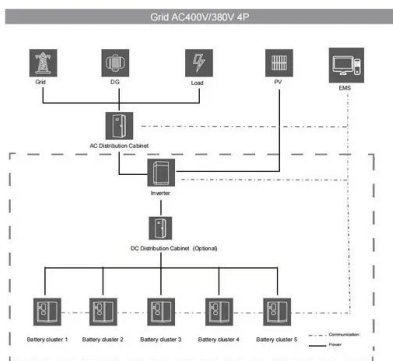 Grid AC400V/380V 4P
Grid DG Load PV EMS
AC Distribution Cabinet
Inverter
DC Distribution Cabinet (Optional)
Battery cluster 1 Battery cluster 2 Battery cluster 3 Battery cluster 4 Battery cluster 5
Communication
Power